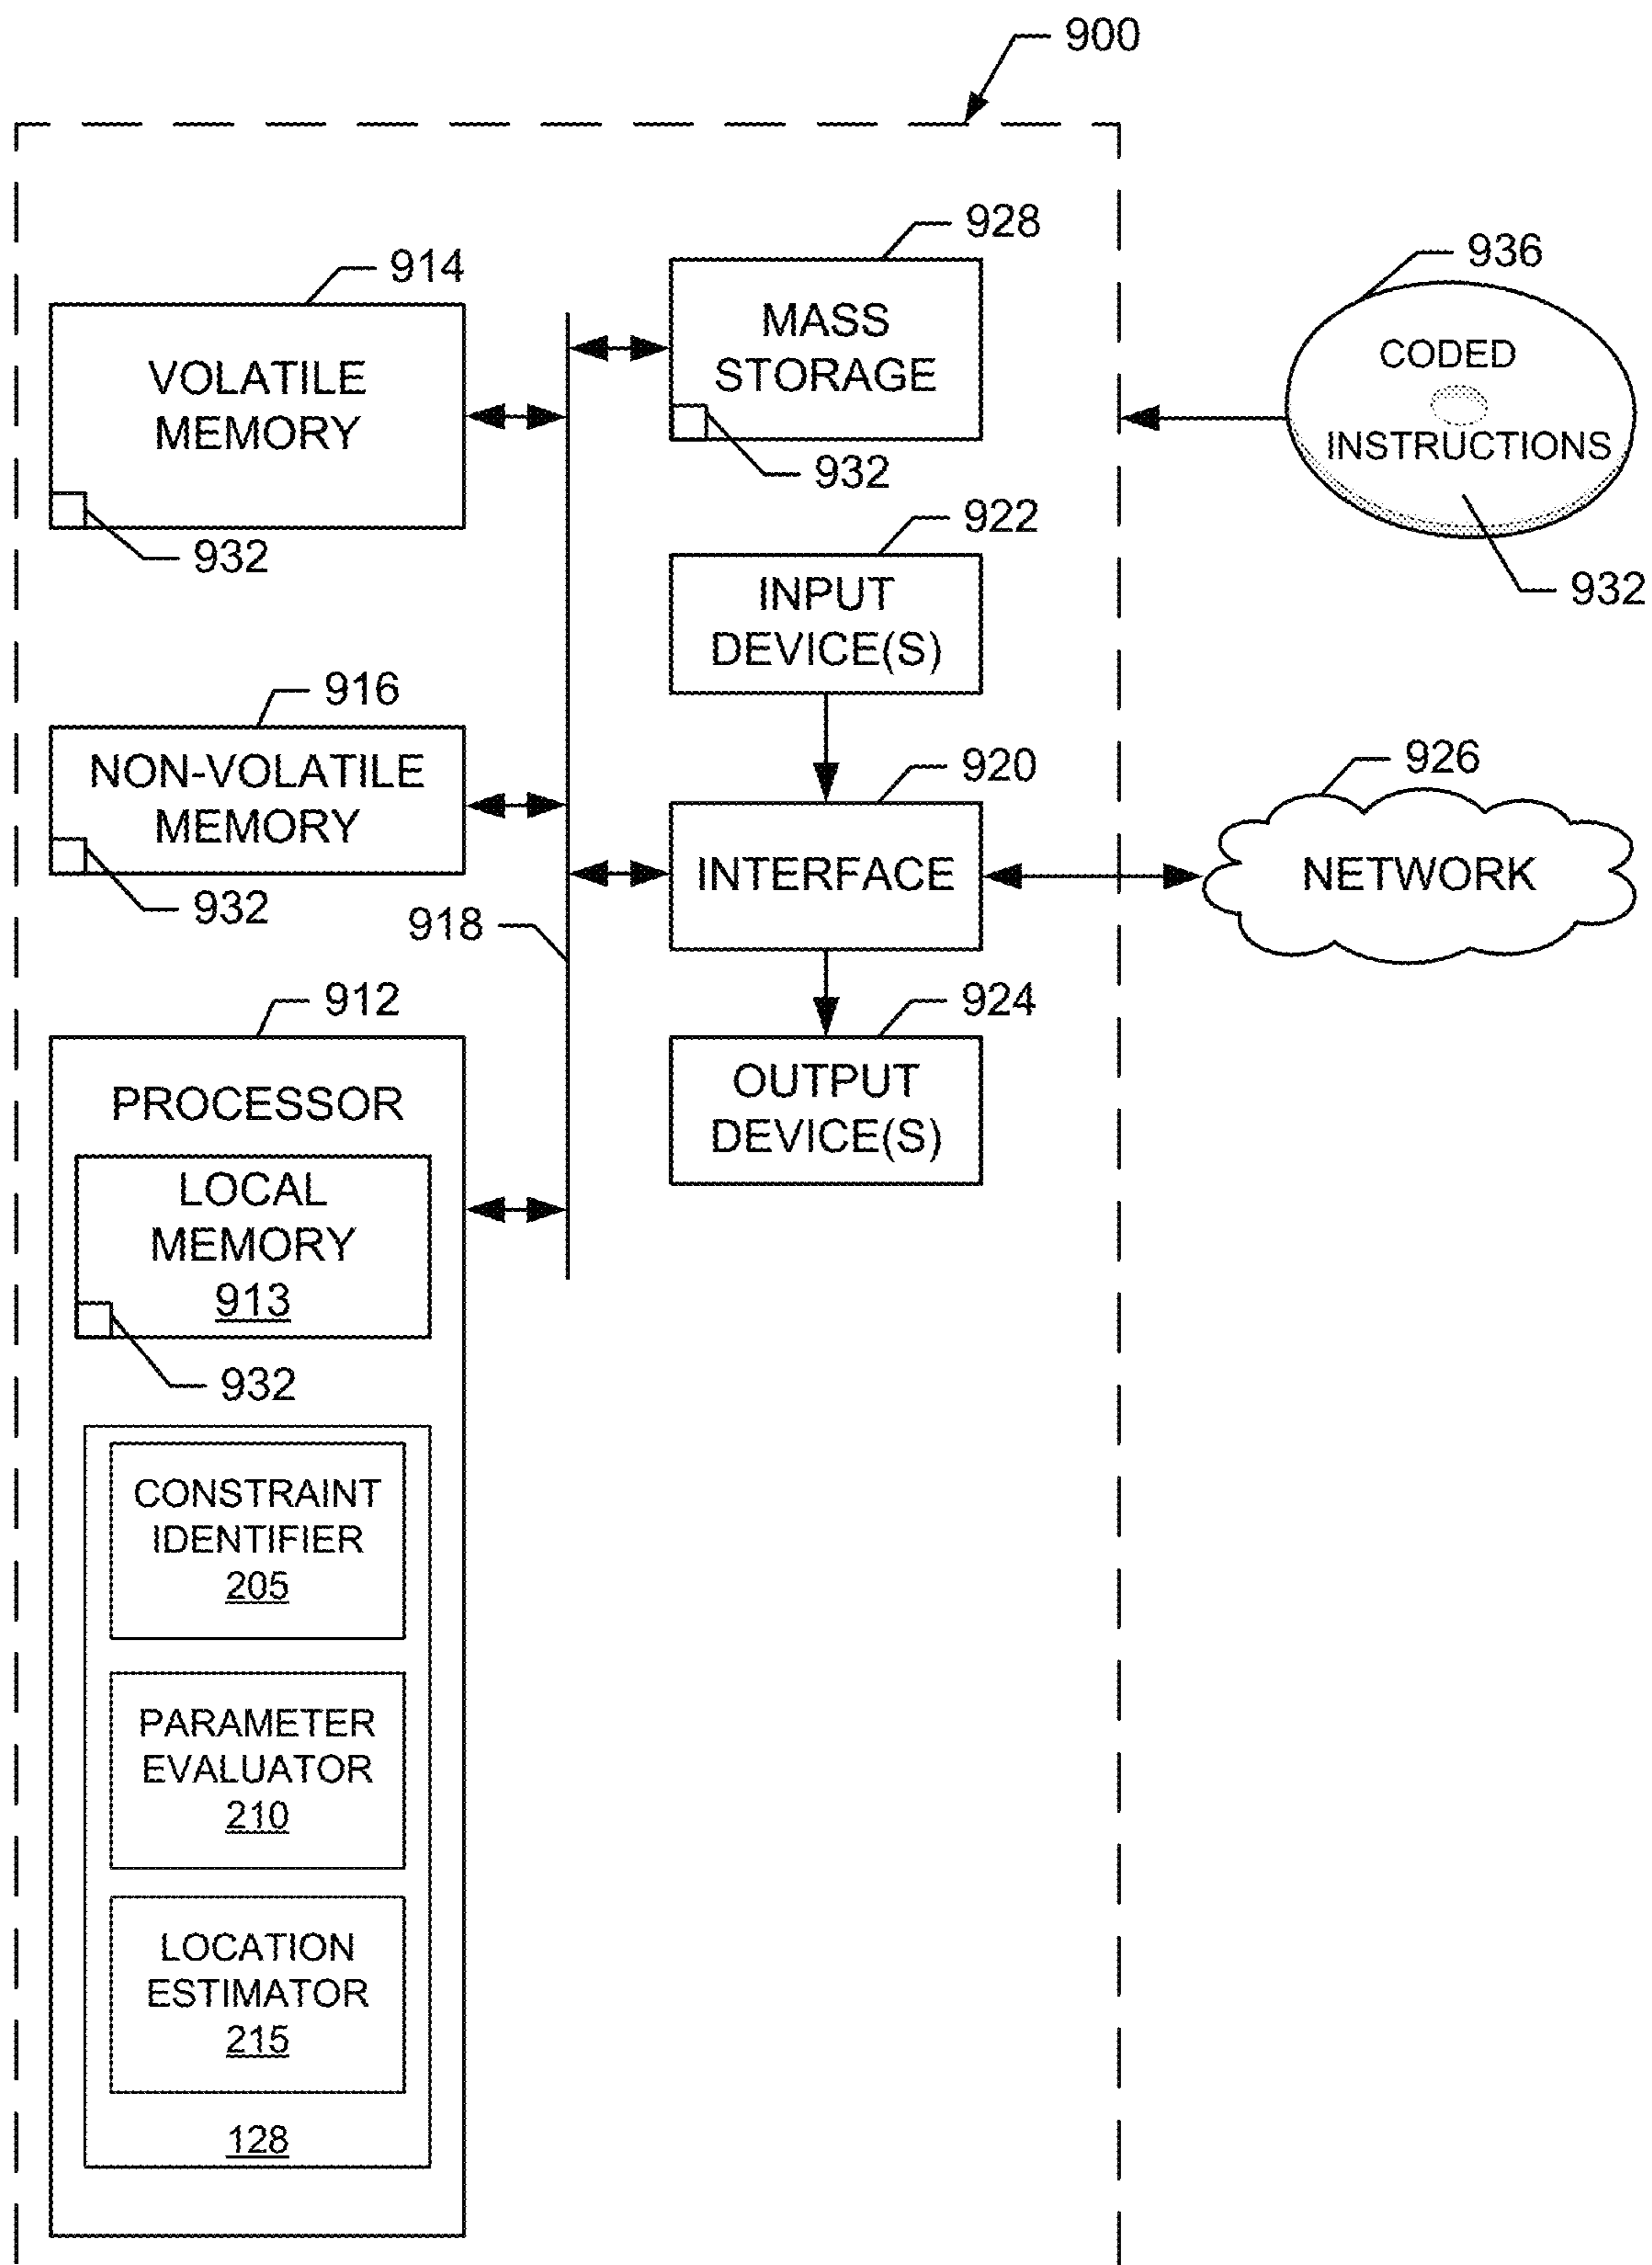 900
914
VOLATILE
MEMORY
932
928
MASS
STORAGE
932
936
CODED
INSTRUCTIONS
932
922
INPUT
DEVICE(S)
916
NON-VOLATILE
MEMORY
932
920
INTERFACE
926
NETWORK
918
924
OUTPUT
DEVICE(S)
912
PROCESSOR
LOCAL
MEMORY
913
932
CONSTRAINT
IDENTIFIER
205
PARAMETER
EVALUATOR
210
LOCATION
ESTIMATOR
215
128